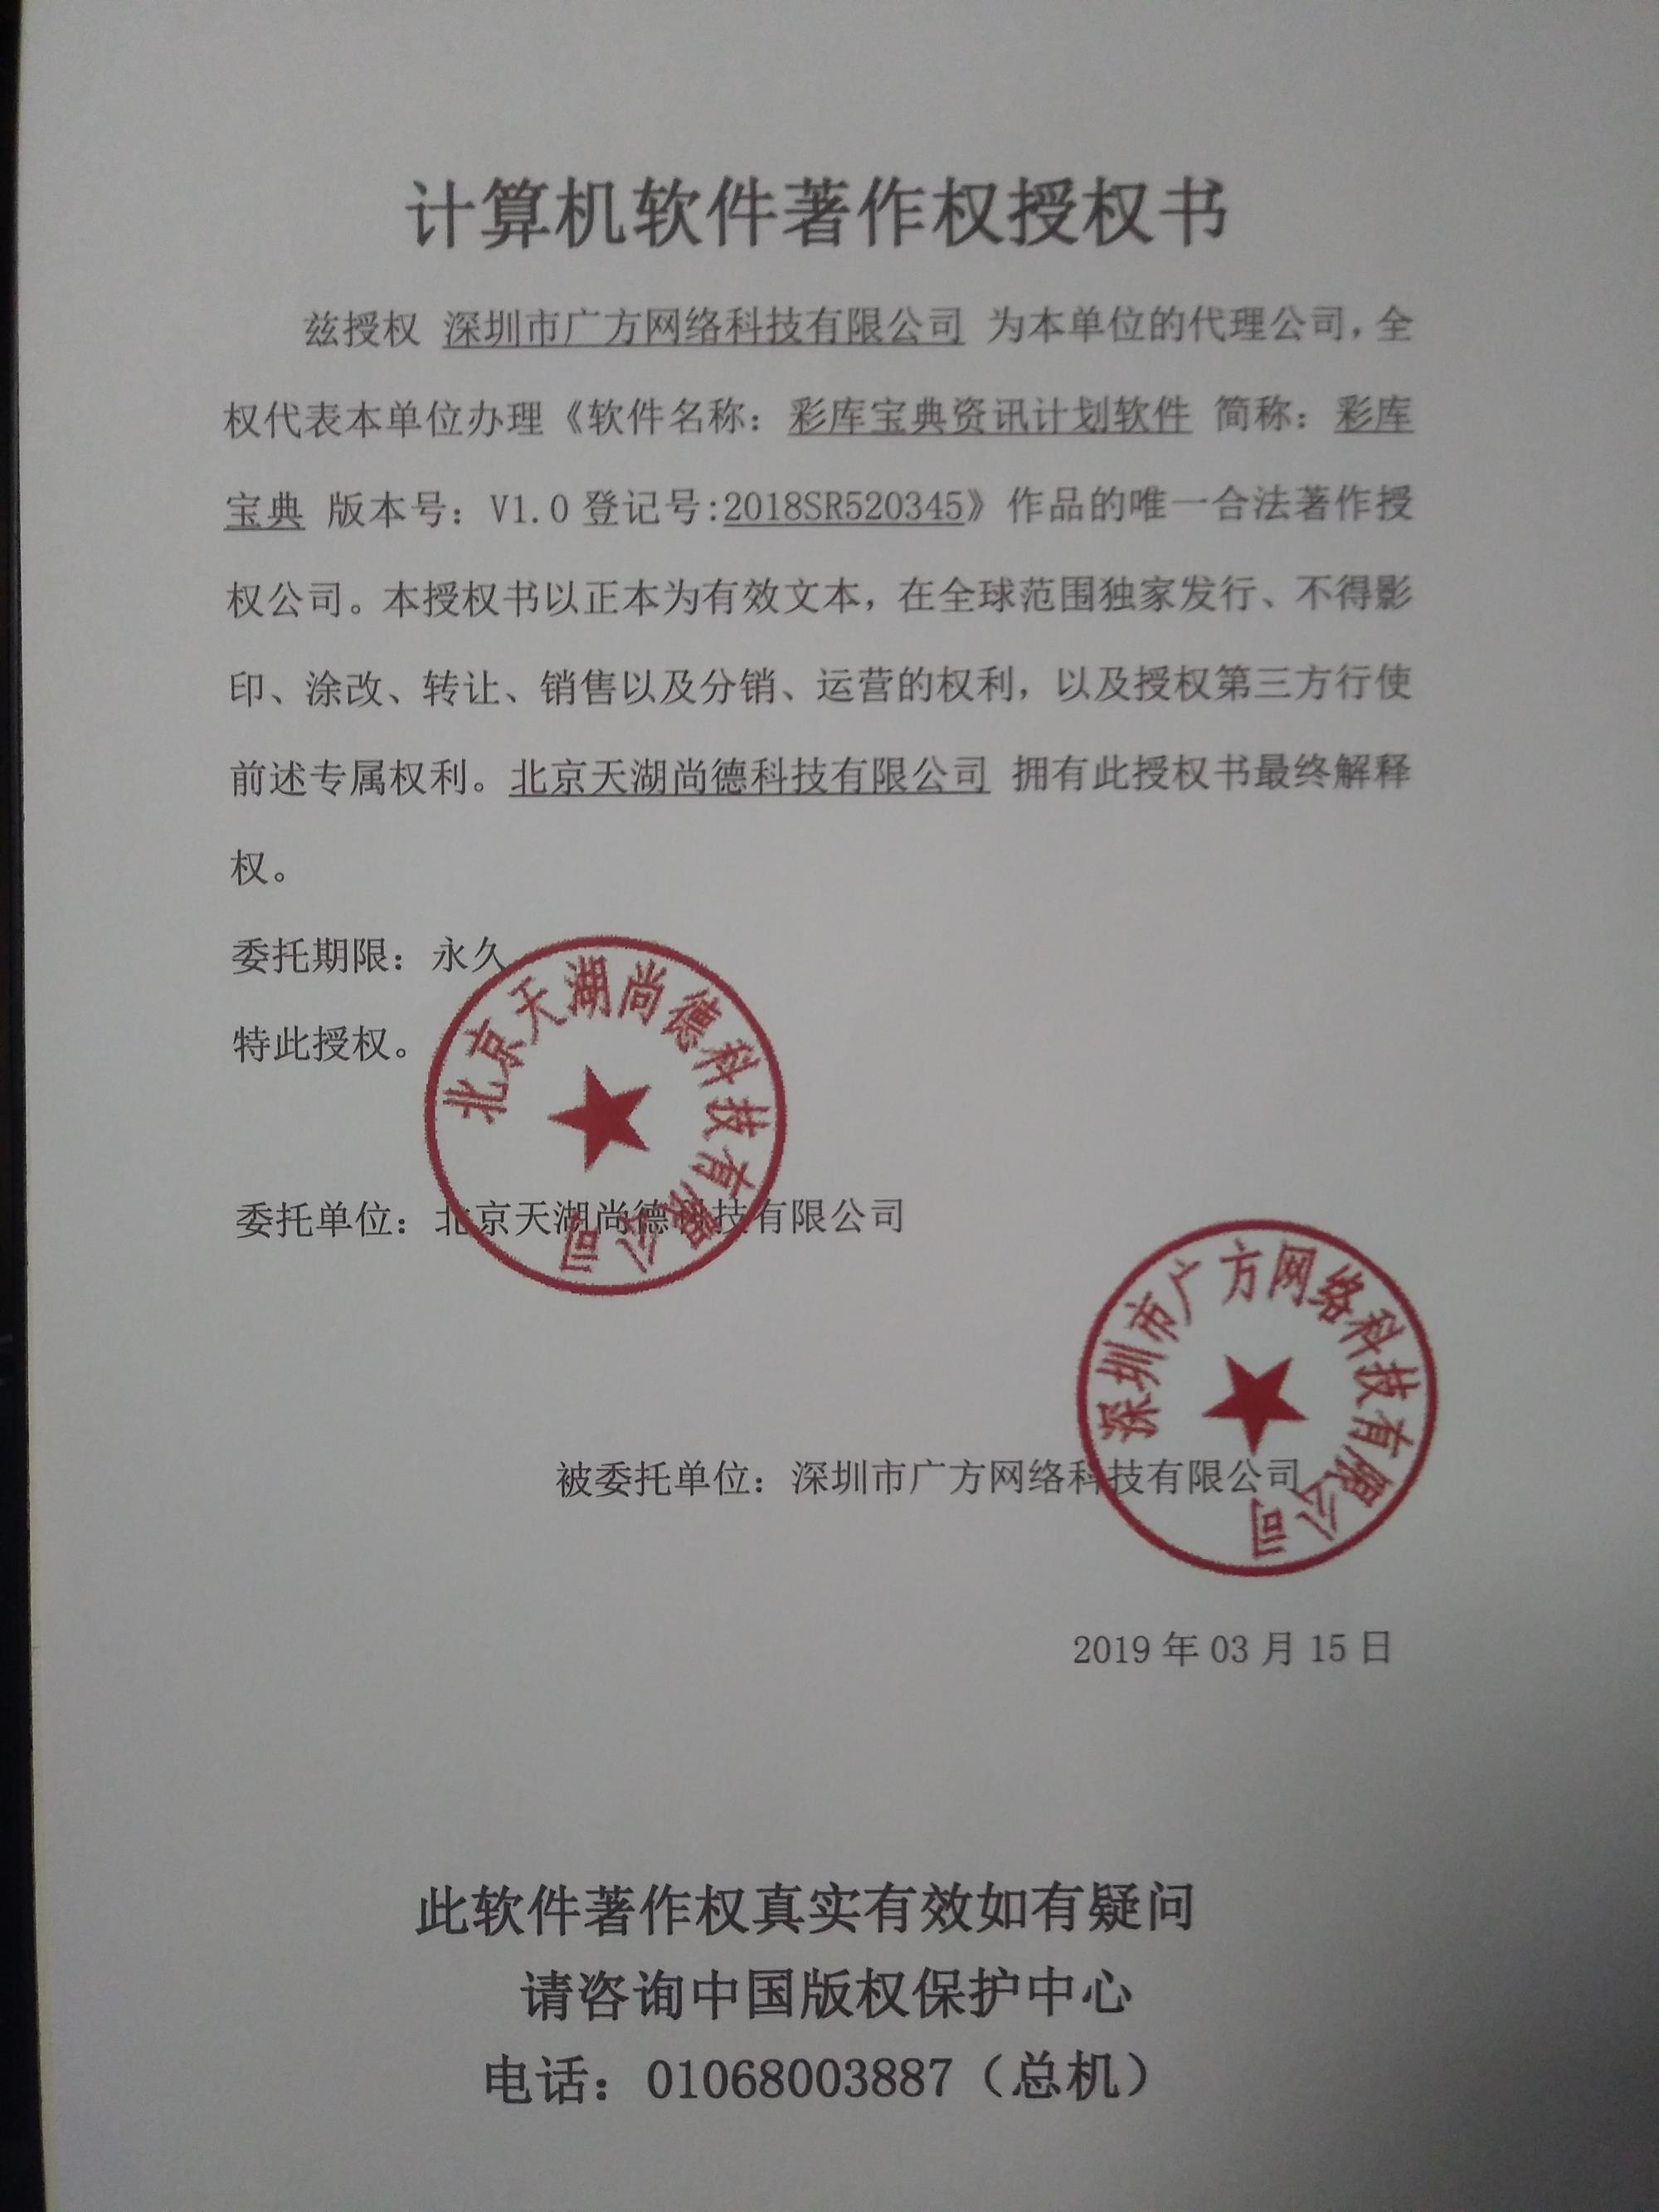 计算机软件著作权授权书
兹授权 深圳市广方网络科技有限公司 为本单位的代理公司，全
权代表本单位办理《软件名称：彩库宝典资讯计划软件 简称：彩库
宝典 版本号：V1.0 登记号:2018SR520345》作品的唯一合法著作授
权公司。本授权书以正本为有效文本，在全球范围独家发行、不得影
印、涂改、转让、销售以及分销、运营的权利，以及授权第三方行使
前述专属权利。北京天湖尚德科技有限公司 拥有此授权书最终解释
权。
委托期限：永久
特此授权。
北京天湖尚德科技有限公司
委托单位：北京天湖尚德科技有限公司
深圳市广方网络科技有限公司
被委托单位：深圳市广方网络科技有限公司
2019 年 03 月 15 日
此软件著作权真实有效如有疑问
请咨询中国版权保护中心
电话：01068003887（总机）